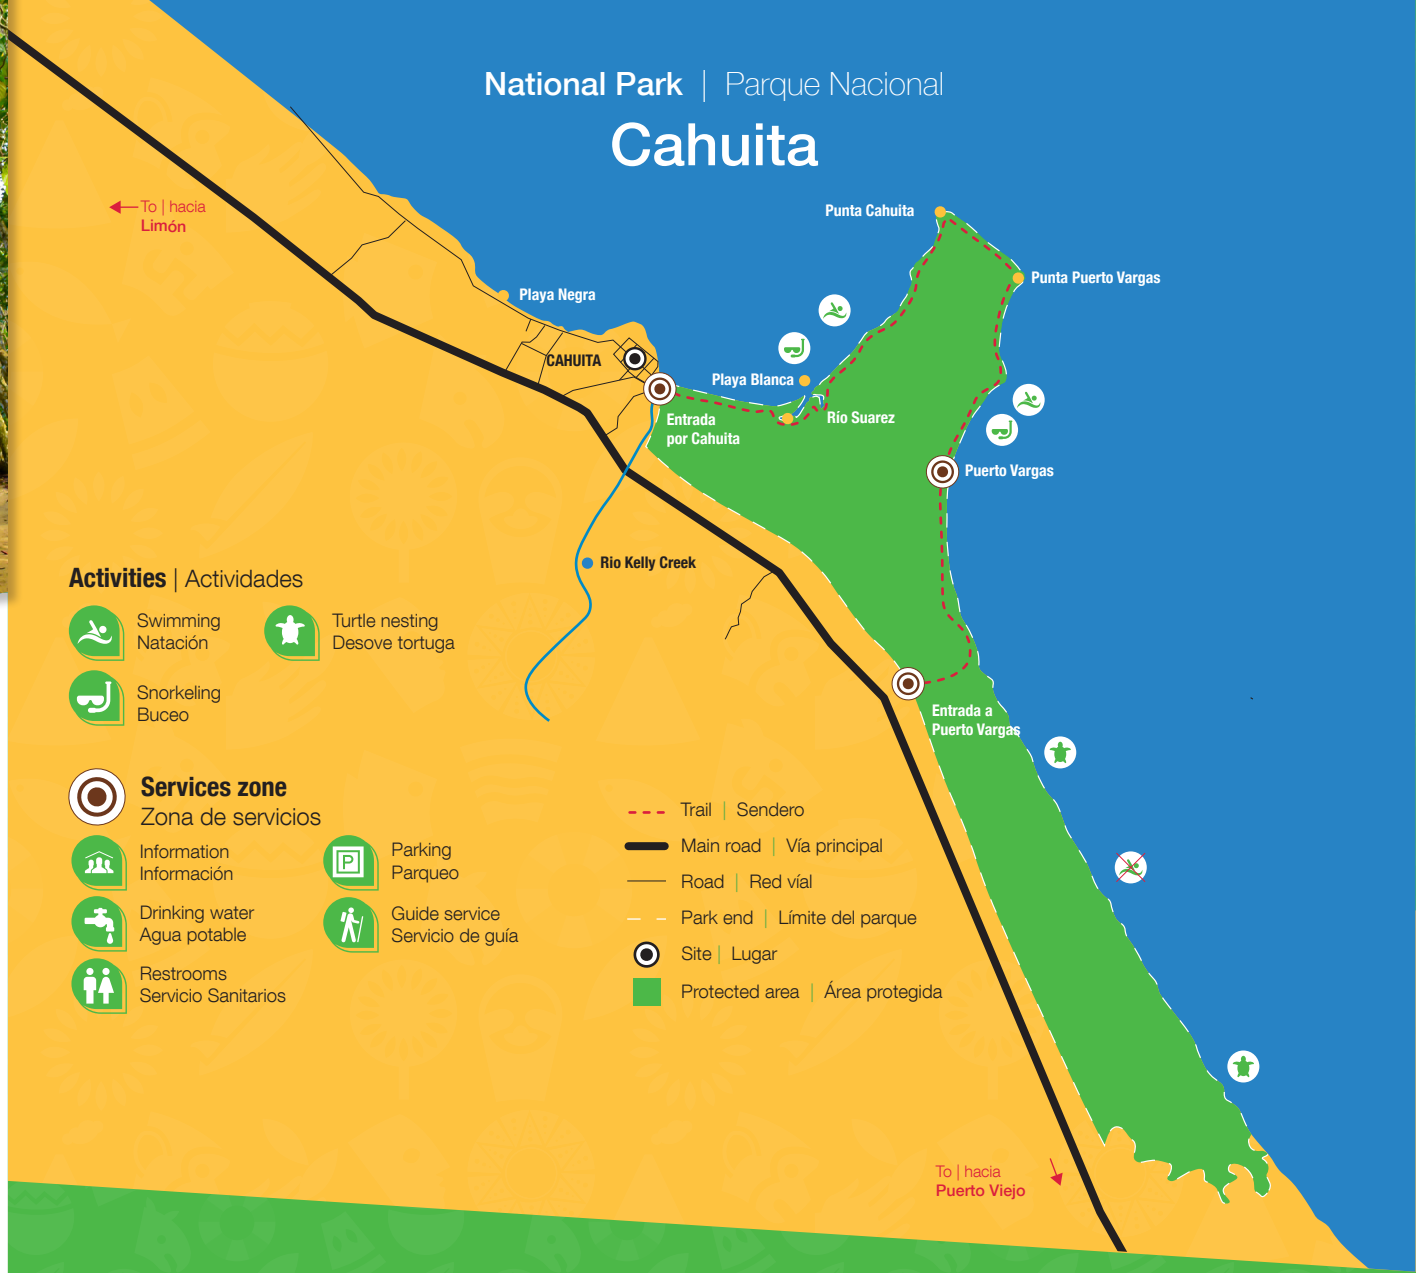 National Park | Parque Nacional
Cahuita
To | hacia
Limón
Punta Cahuita
Punta Puerto Vargas
Playa Negra
CAHUITA
Playa Blanca
Entrada
por Cahuita
Rio Suarez
Puerto Vargas
Rio Kelly Creek
Entrada a
Puerto Vargas
Activities | Actividades
Swimming
Natación
Turtle nesting
Desove tortuga
Snorkeling
Buceo
Services zone
Zona de servicios
Information
Información
Parking
Parqueo
P
Drinking water
Agua potable
Guide service
Servicio de guía
Restrooms
Servicio Sanitarios
Trail | Sendero
Main road | Vía principal
Road | Red víal
Park end | Límite del parque
Site | Lugar
Protected area | Área protegida
To | hacia
Puerto Viejo